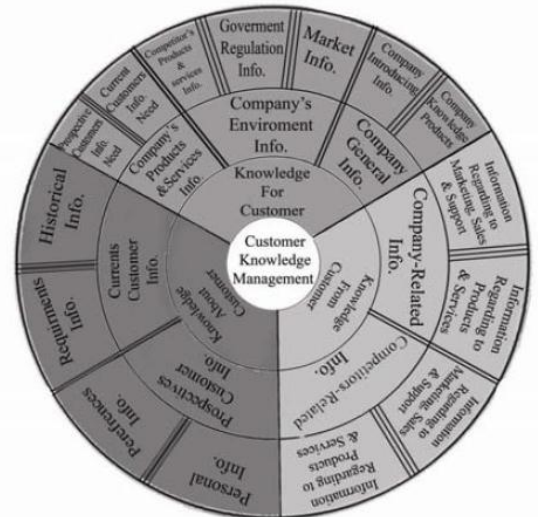 Customer
Knowledge
Management
Knowledge
For
Customer
Knowledge
From
Customer
Knowledge
About
Customer
Company's
Products
&Services
Info.
Company's
Enviroment
Info.
Company
General
Info.
Company-Related
Info.
Competitors-Related
Info.
Prospectives
Customer
Info.
Currents
Customer
Info.
Prospective
Customers
Info.
Need
Current
Customers
Info.
Need
Competitor's
Products
&
services
Info.
Goverment
Regulation
Info.
Market
Info.
Company
Introducing
Info.
Company
Knowledge
Products
Information
Regarding to
Marketing, Sales
& Support
Information
Regarding to
Products
& Services
Information
Regarding to
Marketing, Sales
& Support
Information
Regarding to
Products
& Services
Personal
Info.
Perefrences
Info.
Requirments
Info.
Historical
Info.